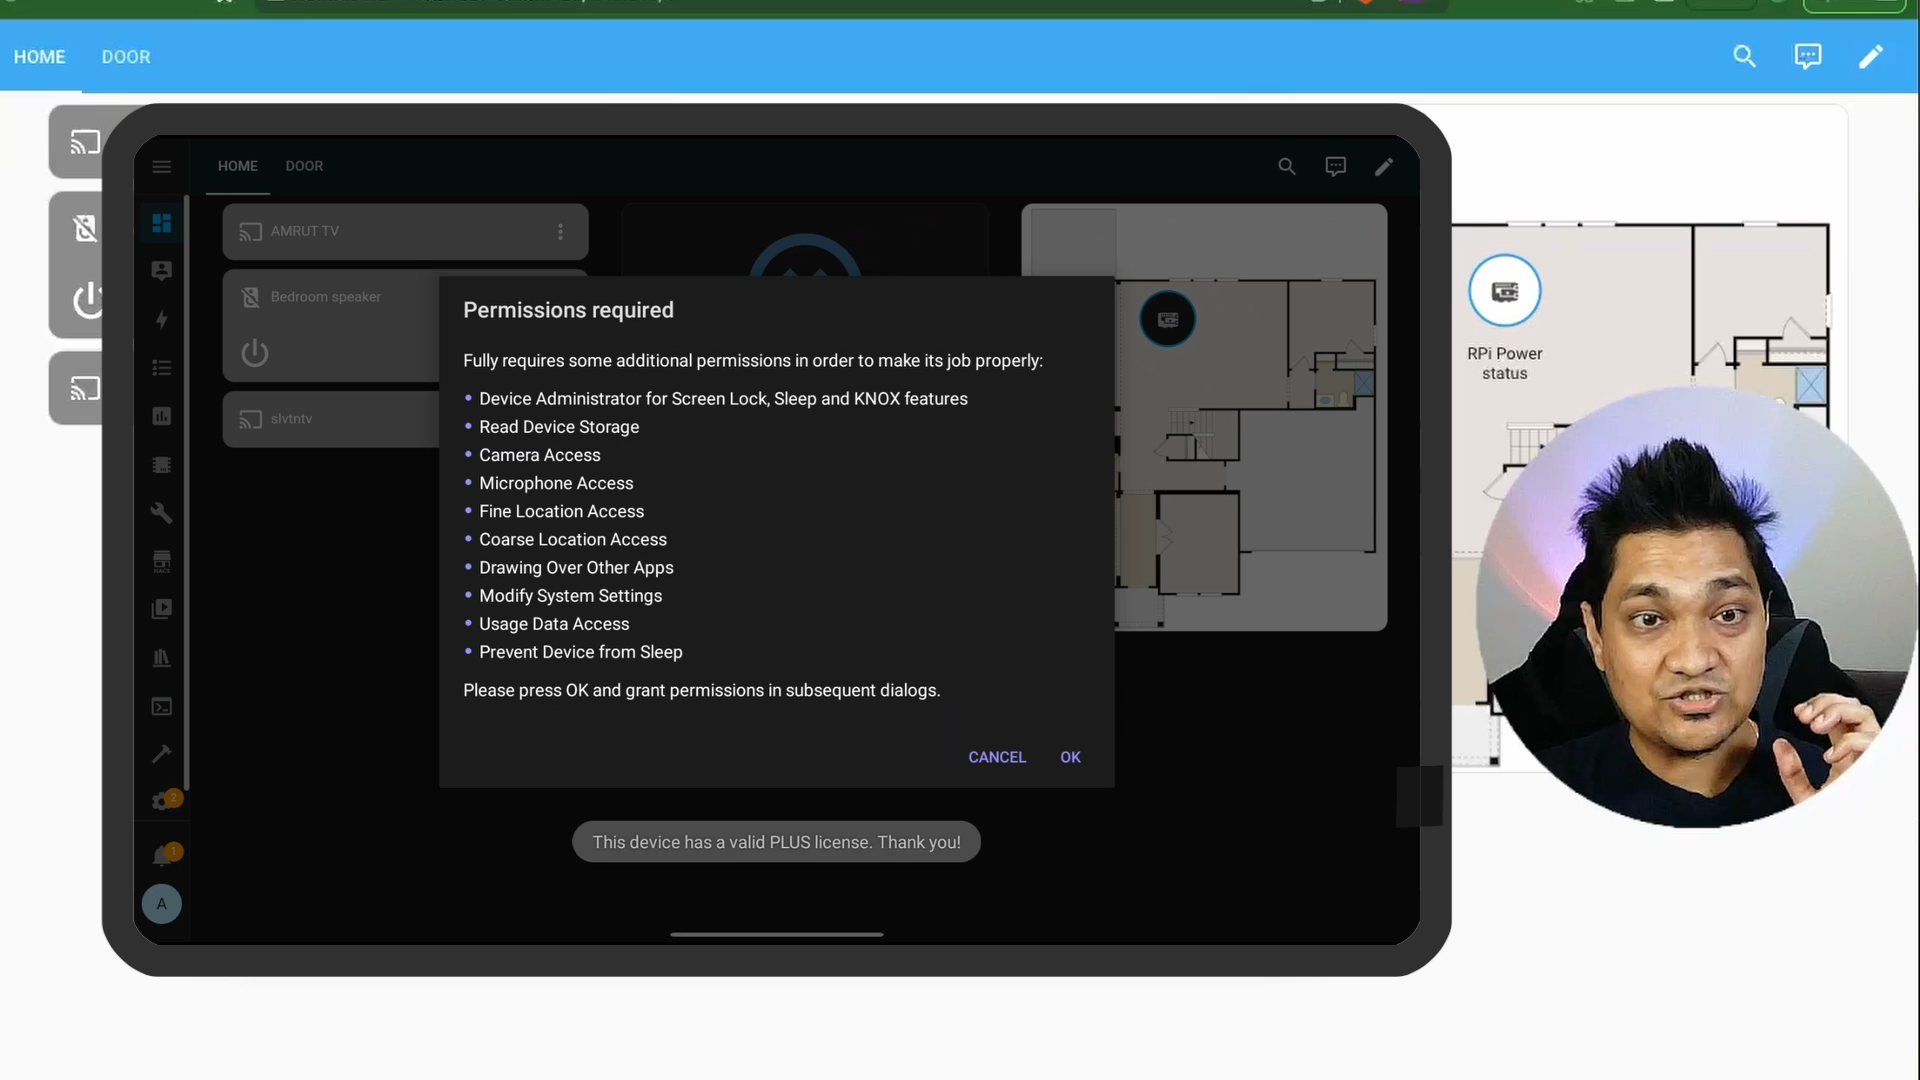 HOME
DOOR
HOME
DOOR
AMRUT TV
Bedroom speaker
slvtntv
Permissions required
Fully requires some additional permissions in order to make its job properly:
• Device Administrator for Screen Lock, Sleep and KNOX features
• Read Device Storage
• Camera Access
• Microphone Access
• Fine Location Access
• Coarse Location Access
• Drawing Over Other Apps
• Modify System Settings
• Usage Data Access
• Prevent Device from Sleep
Please press OK and grant permissions in subsequent dialogs.
CANCEL
OK
This device has a valid PLUS license. Thank you!
HACS
2
1
A
RPi Power
status